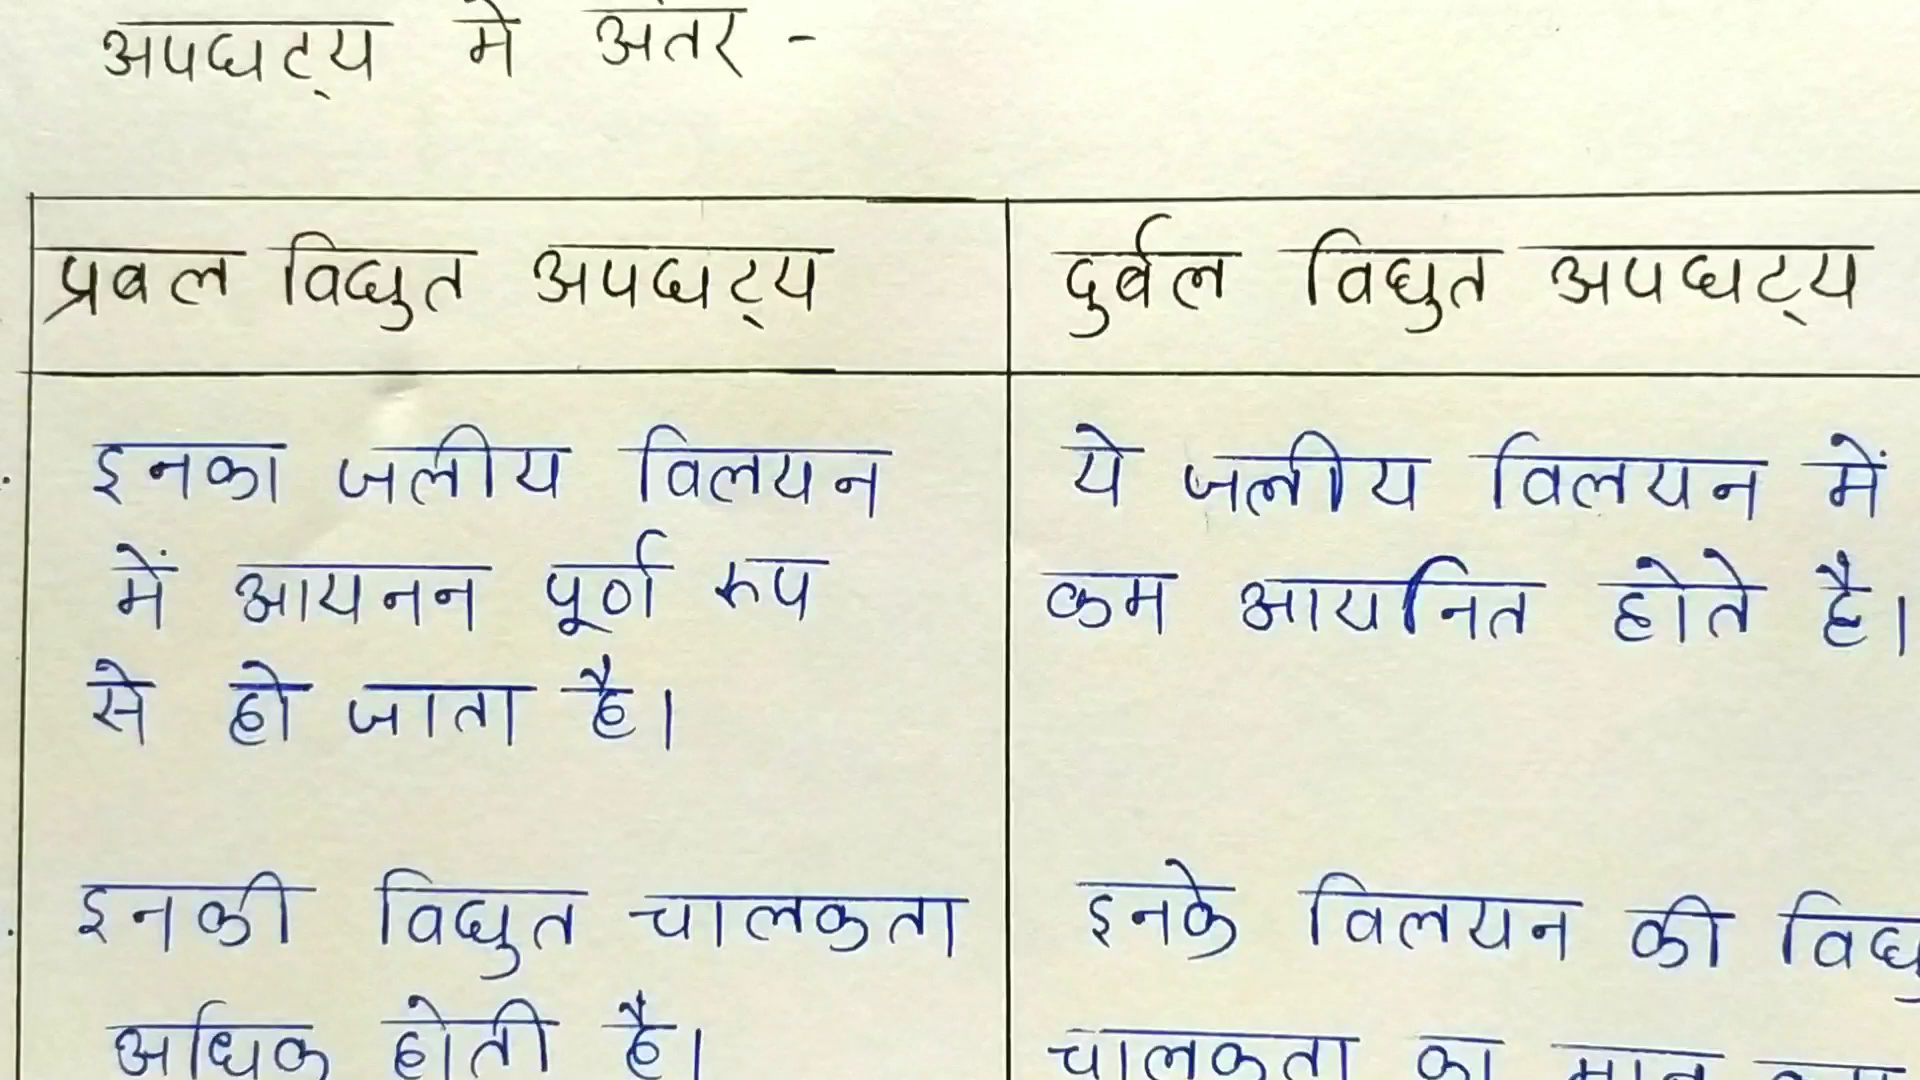 अपघट्य में अंतर -
प्रबल विद्युत अपघट्य
दुर्बल विद्युत अपघट्य
इनका जलीय विलयन
में आयनन पूर्ण रूप
से हो जाता है।
ये जलीय विलयन में
कम आयनित होते है।
इनकी विद्युत चालकता
अधिक होती है।
इनके विलयन की
चालकता का मान